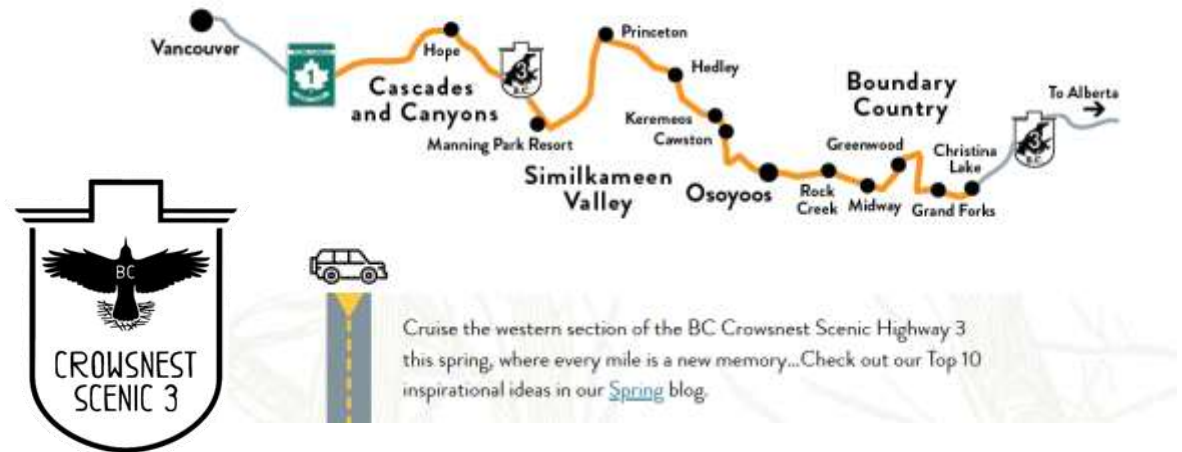 Vancouver
1
Hope
Cascades
and Canyons
3
B.C.
Manning Park Resort
Princeton
Hedley
Similkameen
Valley
Keremeos
Cawston
Osoyoos
Rock
Creek
Midway
Boundary
Country
Greenwood
Grand Forks
Christina
Lake
3
B.C.
To Alberta
BC
CROWSNEST
SCENIC 3
Cruise the western section of the BC Crowsnest Scenic Highway 3
this spring, where every mile is a new memory...Check out our Top 10
inspirational ideas in our Spring blog.